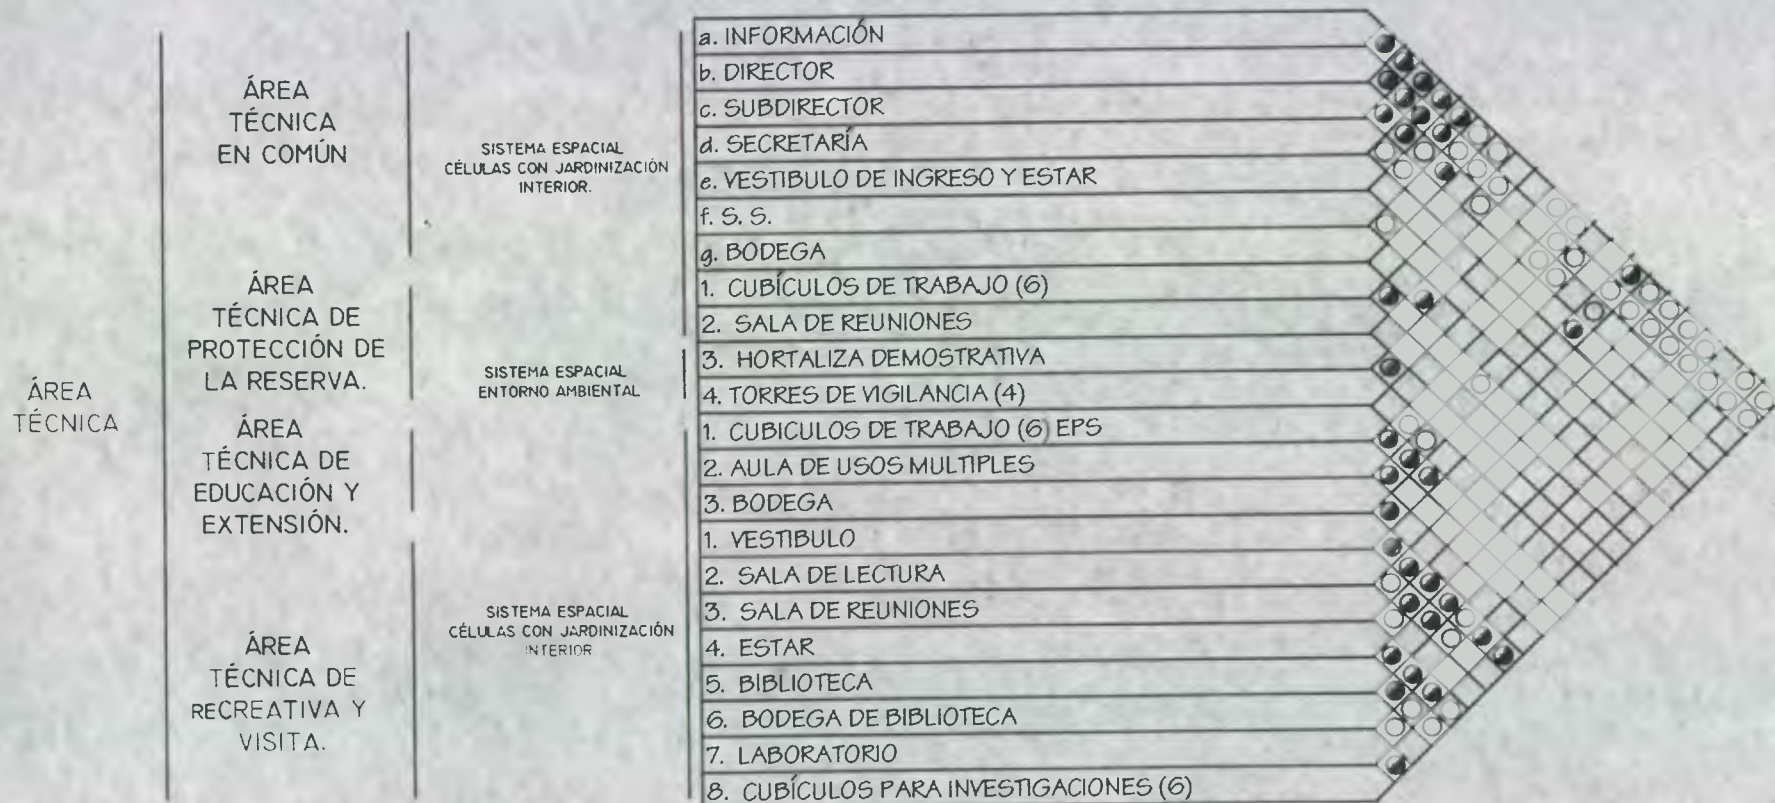 ÁREA
TÉCNICA
ÁREA
TÉCNICA
EN COMÚN
ÁREA
TÉCNICA DE
PROTECCIÓN DE
LA RESERVA.
ÁREA
TÉCNICA DE
EDUCACIÓN Y
EXTENSIÓN.
ÁREA
TÉCNICA DE
RECREATIVA Y
VISITA.
SISTEMA ESPACIAL
CÉLULAS CON JARDINIZACIÓN
INTERIOR.
SISTEMA ESPACIAL
ENTORNO AMBIENTAL
SISTEMA ESPACIAL
CÉLULAS CON JARDINIZACIÓN
INTERIOR.
a. INFORMACIÓN
b. DIRECTOR
c. SUBDIRECTOR
d. SECRETARÍA
e. VESTIBULO DE INGRESO Y ESTAR
f. S. S.
g. BODEGA
1. CUBÍCULOS DE TRABAJO (6)
2. SALA DE REUNIONES
3. HORTALIZA DEMOSTRATIVA
4. TORRES DE VIGILANCIA (4)
1. CUBICULOS DE TRABAJO (6) EPS
2. AULA DE USOS MULTIPLES
3. BODEGA
1. VESTIBULO
2. SALA DE LECTURA
3. SALA DE REUNIONES
4. ESTAR
5. BIBLIOTECA
6. BODEGA DE BIBLIOTECA
7. LABORATORIO
8. CUBÍCULOS PARA INVESTIGACIONES (6)